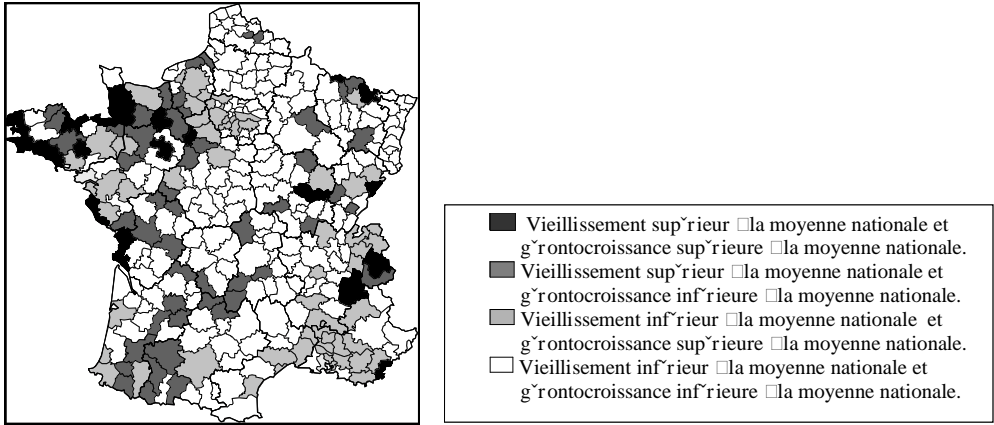 Vieillissement supˇrieur □la moyenne nationale et
gˇrontocroissance supˇrieure □la moyenne nationale.
Vieillissement supˇrieur □la moyenne nationale et
gˇrontocroissance infˇrieure □la moyenne nationale.
Vieillissement infˇrieur □la moyenne nationale et
gˇrontocroissance supˇrieure □la moyenne nationale.
Vieillisement infˇrieur □la moyenne nationale et
gˇrontocroissance infˇrieure □la moyenne nationale.